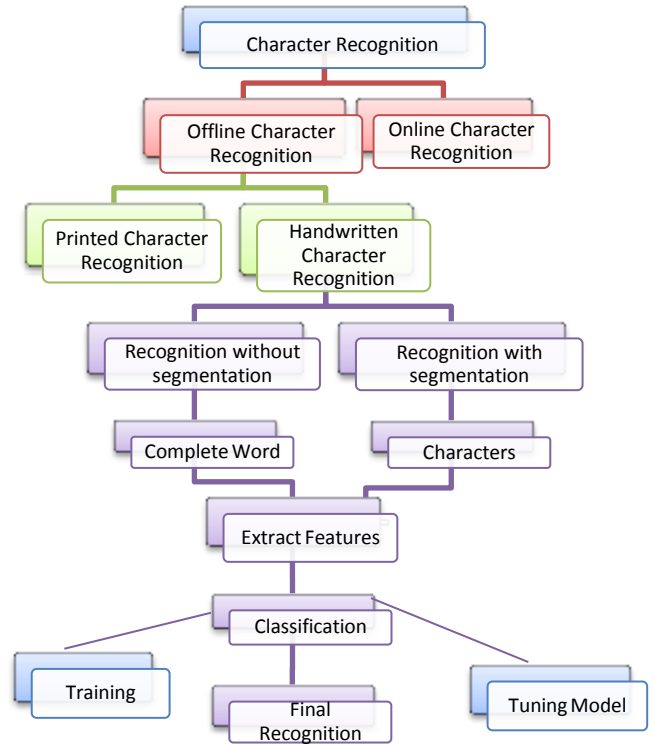 Character Recognition
Offline Character
Recognition
Online Character
Recognition
Printed Character
Recognition
Handwritten
Character
Recognition
Recognition without
segmentation
Recognition with
segmentation
Complete Word
Characters
Extract Features
Classification
Training
Final
Recognition
Tuning Model